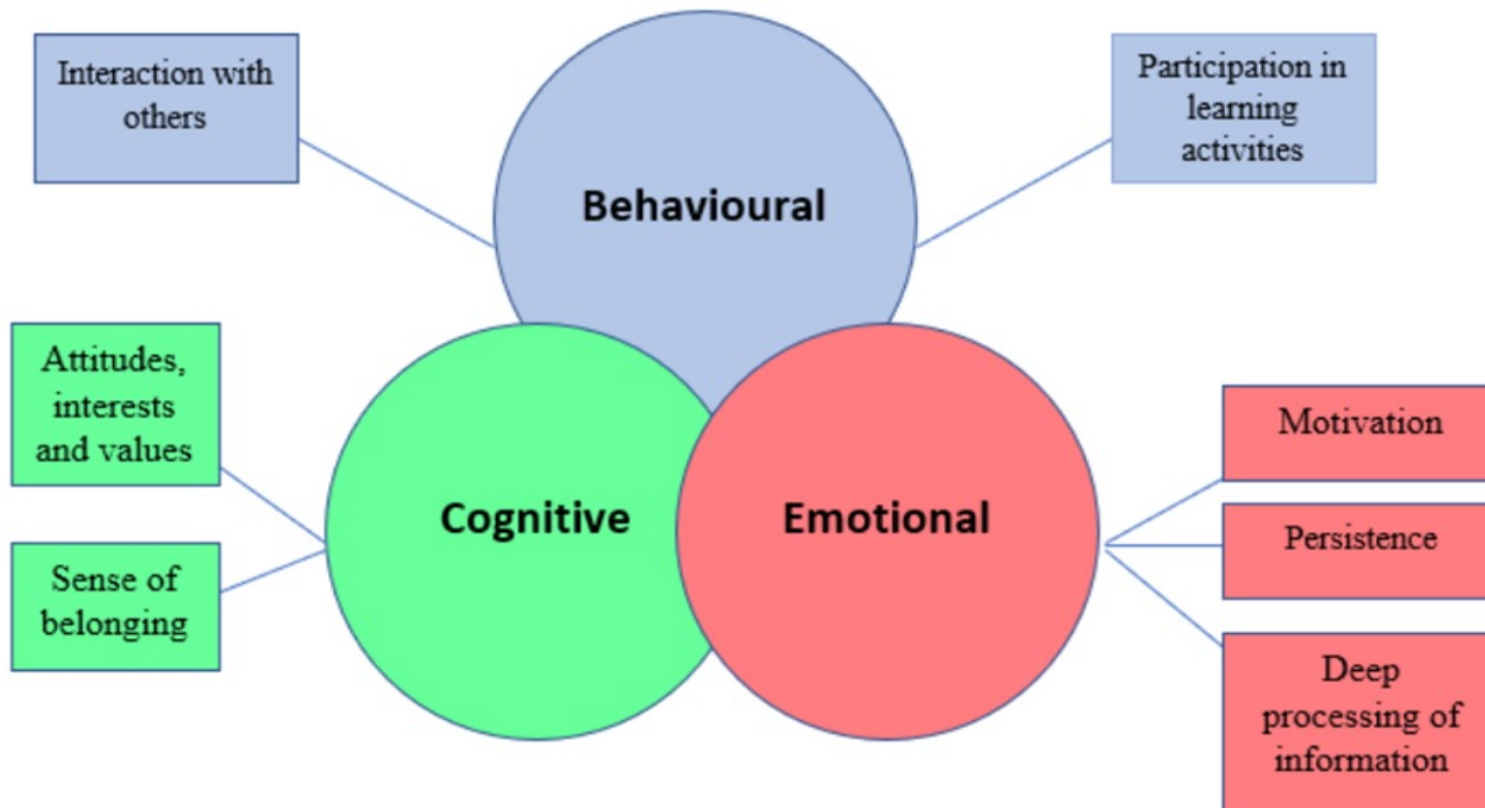 Interaction with
others
Participation in
learning
activities
Behavioural
Attitudes,
interests
and values
Sense of
belonging
Cognitive
Emotional
Motivation
Persistence
Deep
processing of
information